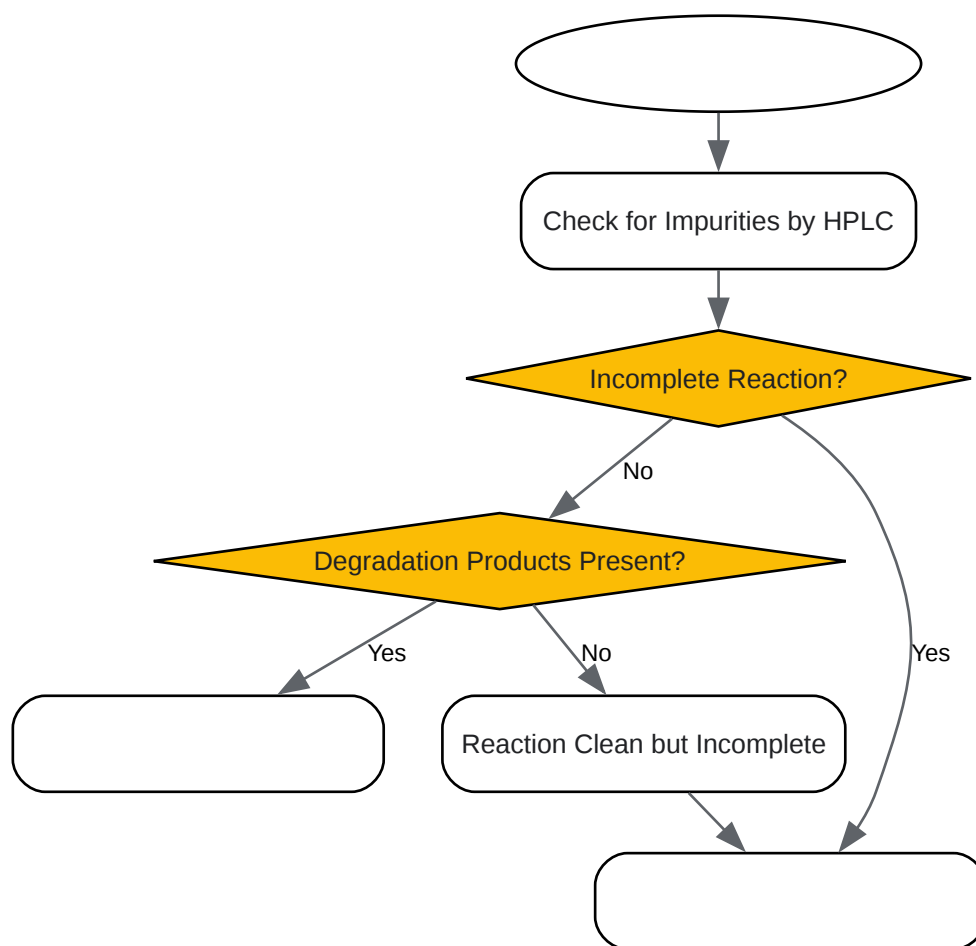 Check for Impurities by HPLC
Incomplete Reaction?
No
Degradation Products Present?
Yes
No
Yes
Reaction Clean but Incomplete